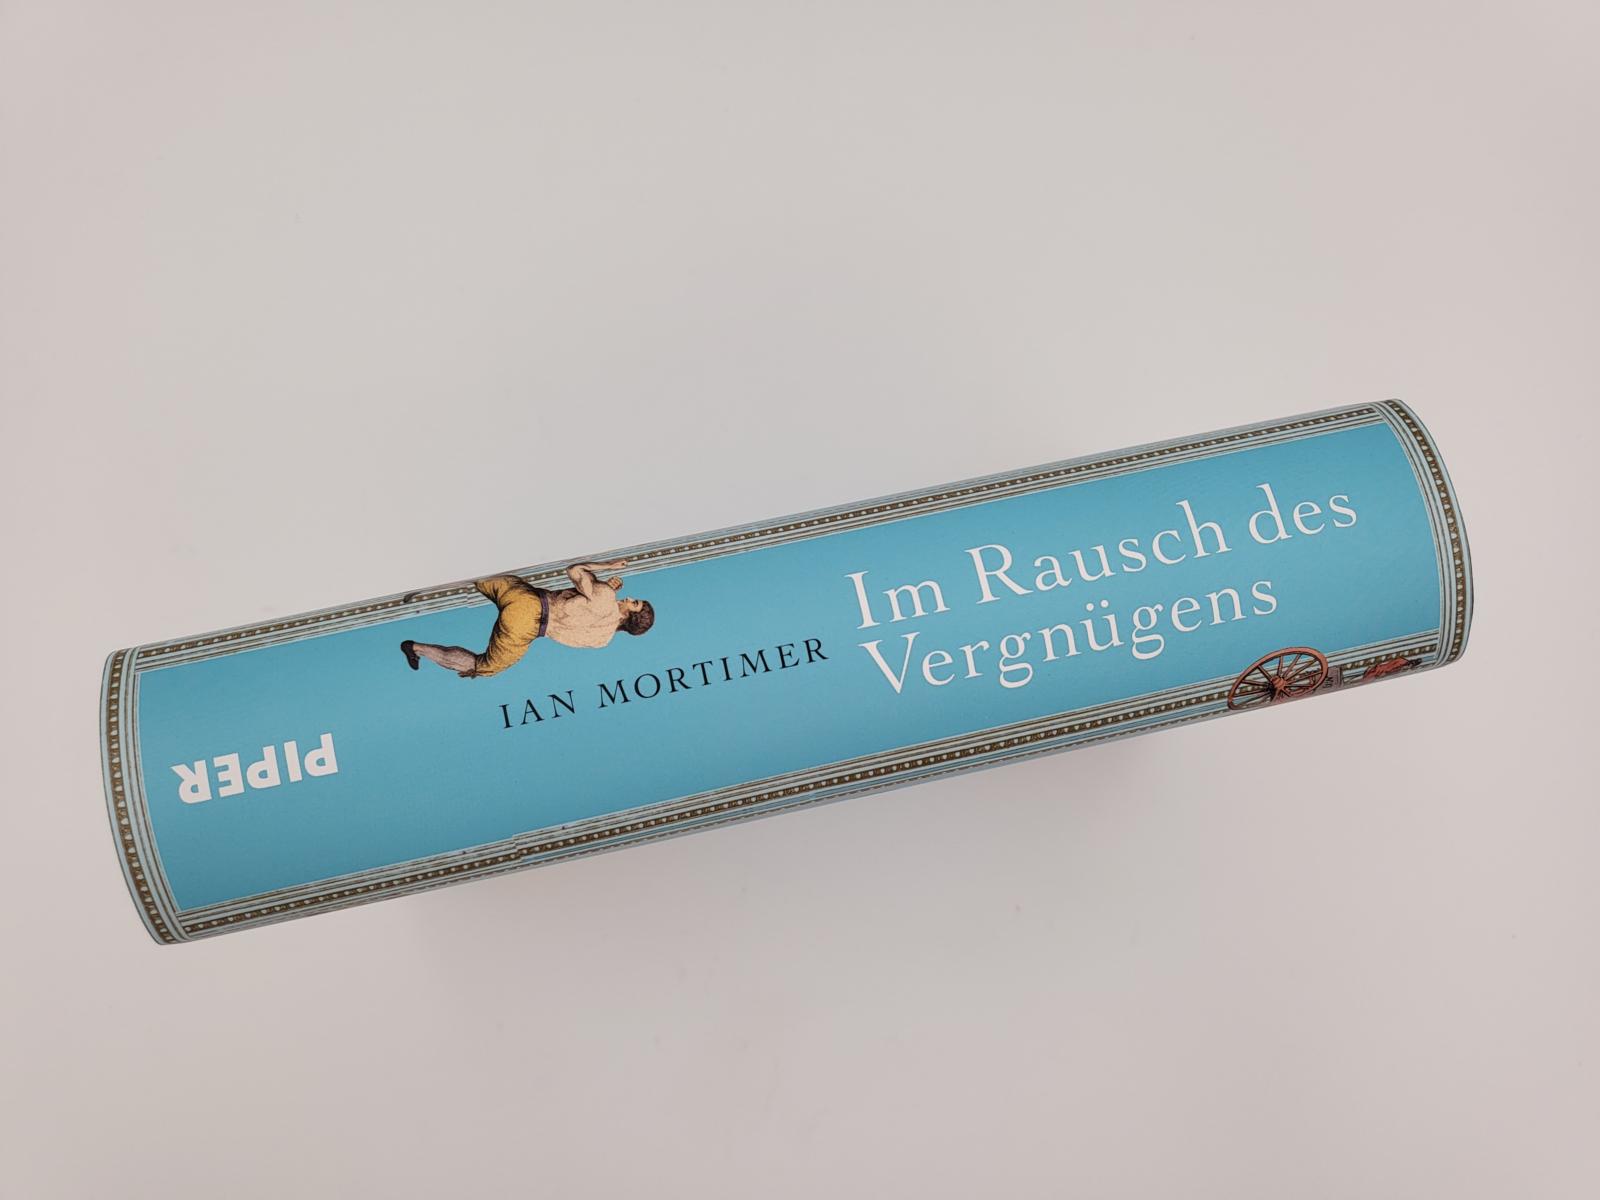 Im Rausch des
Vergnügens
IAN MORTIMER
PIPER